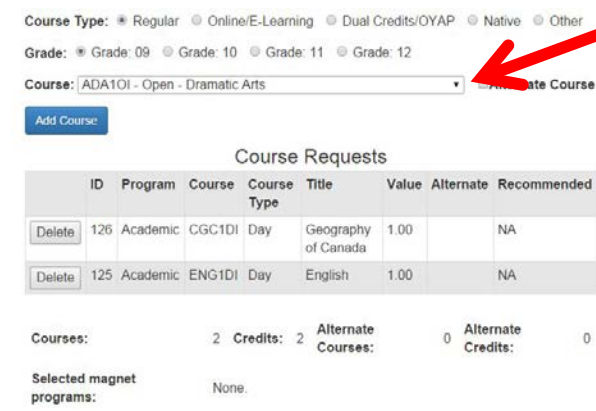 Course Type: Regular Online/E-Learning Dual Credits/OYAP Native Other
Grade: Grade: 09 Grade: 10 Grade: 11 Grade: 12
Course: ADA1OI - Open - Dramatic Arts ate Course
Add Course
Course Requests
ID Program Course Course Type Title Value Alternate Recommended
Delete 126 Academic CGC1DI Day Geography of Canada 1.00 NA
Delete 125 Academic ENG1DI Day English 1.00 NA
Courses: 2 Credits: 2 Alternate Courses: 0 Alternate Credits: 0
Selected magnet programs: None.